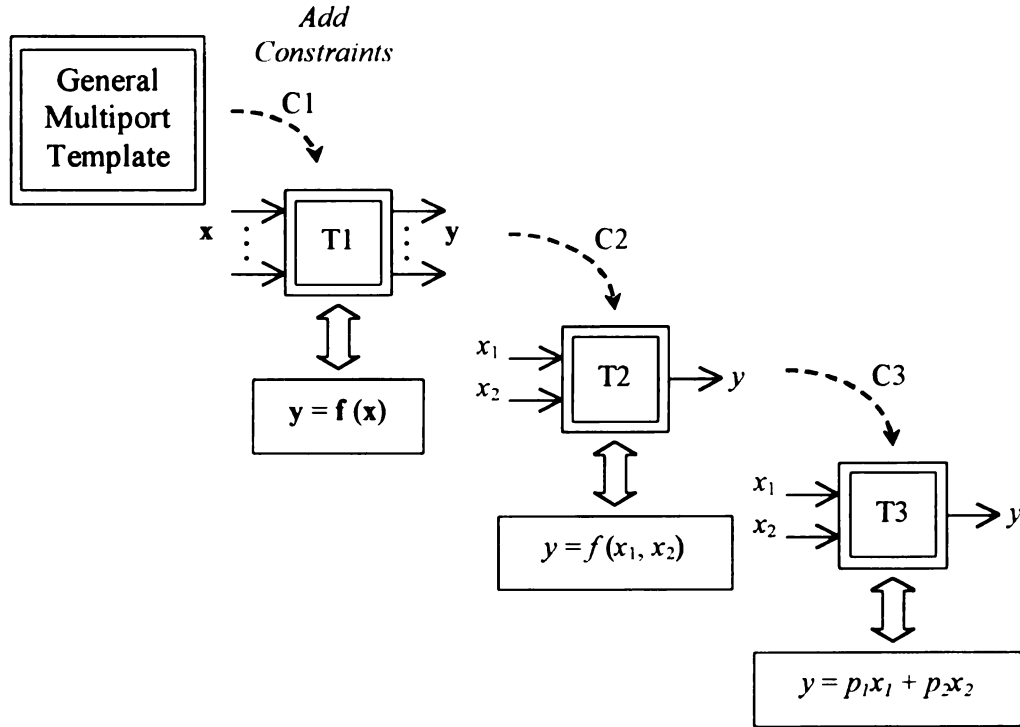 Add
Constraints
General
Multiport
Template
C1
x
T1
y
C2
y = f (x)
x₁
x₂
T2
y
C3
y = f (x₁, x₂)
x₁
x₂
T3
y
y = p₁x₁ + p₂x₂